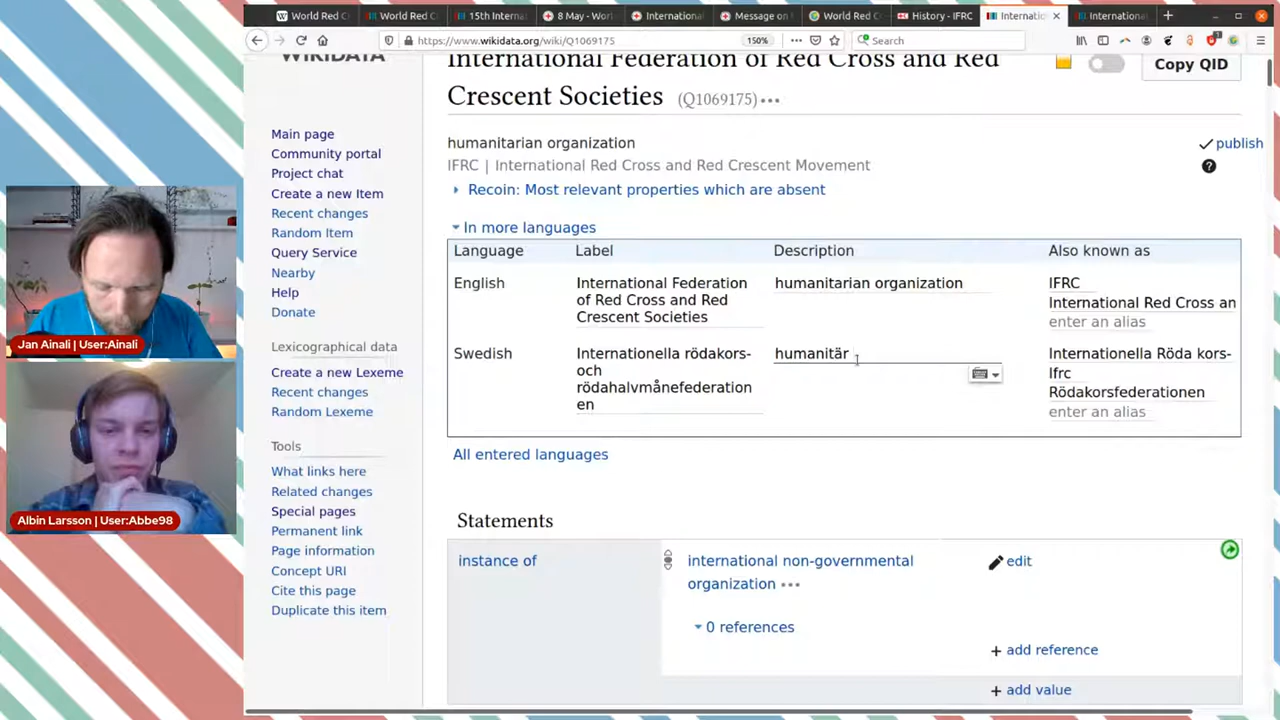 World Red C
World Red C
15th Interna
8 May - Wor
International
Message on
World Red C
History - IFRC
Internatio
International
https://www.wikidata.org/wiki/Q1069175
150%
Search
WIKIDATA
Main page
Community portal
Project chat
Create a new Item
Recent changes
Random Item
Query Service
Nearby
Help
Donate
Lexicographical data
Create a new Lexeme
Recent changes
Random Lexeme
Tools
What links here
Related changes
Special pages
Permanent link
Page information
Concept URI
Cite this page
Duplicate this item
International Federation of Red Cross and Red
Crescent Societies (Q1069175)
Copy QID
humanitarian organization
publish
IFRC | International Red Cross and Red Crescent Movement
Recoin: Most relevant properties which are absent
In more languages
Language Label Description Also known as
English
International Federation
of Red Cross and Red
Crescent Societies
humanitarian organization
IFRC
International Red Cross an
enter an alias
Swedish
Internationella rödakors-
och
rödahalvmånefederation
en
humanitär
Internationella Röda kors-
Ifrc
Rödakorsfederationen
enter an alias
All entered languages
Statements
instance of
international non-governmental
organization
edit
0 references
+ add reference
+ add value
Jan Ainali | User:Ainali
Albin Larsson | User:Abbe98